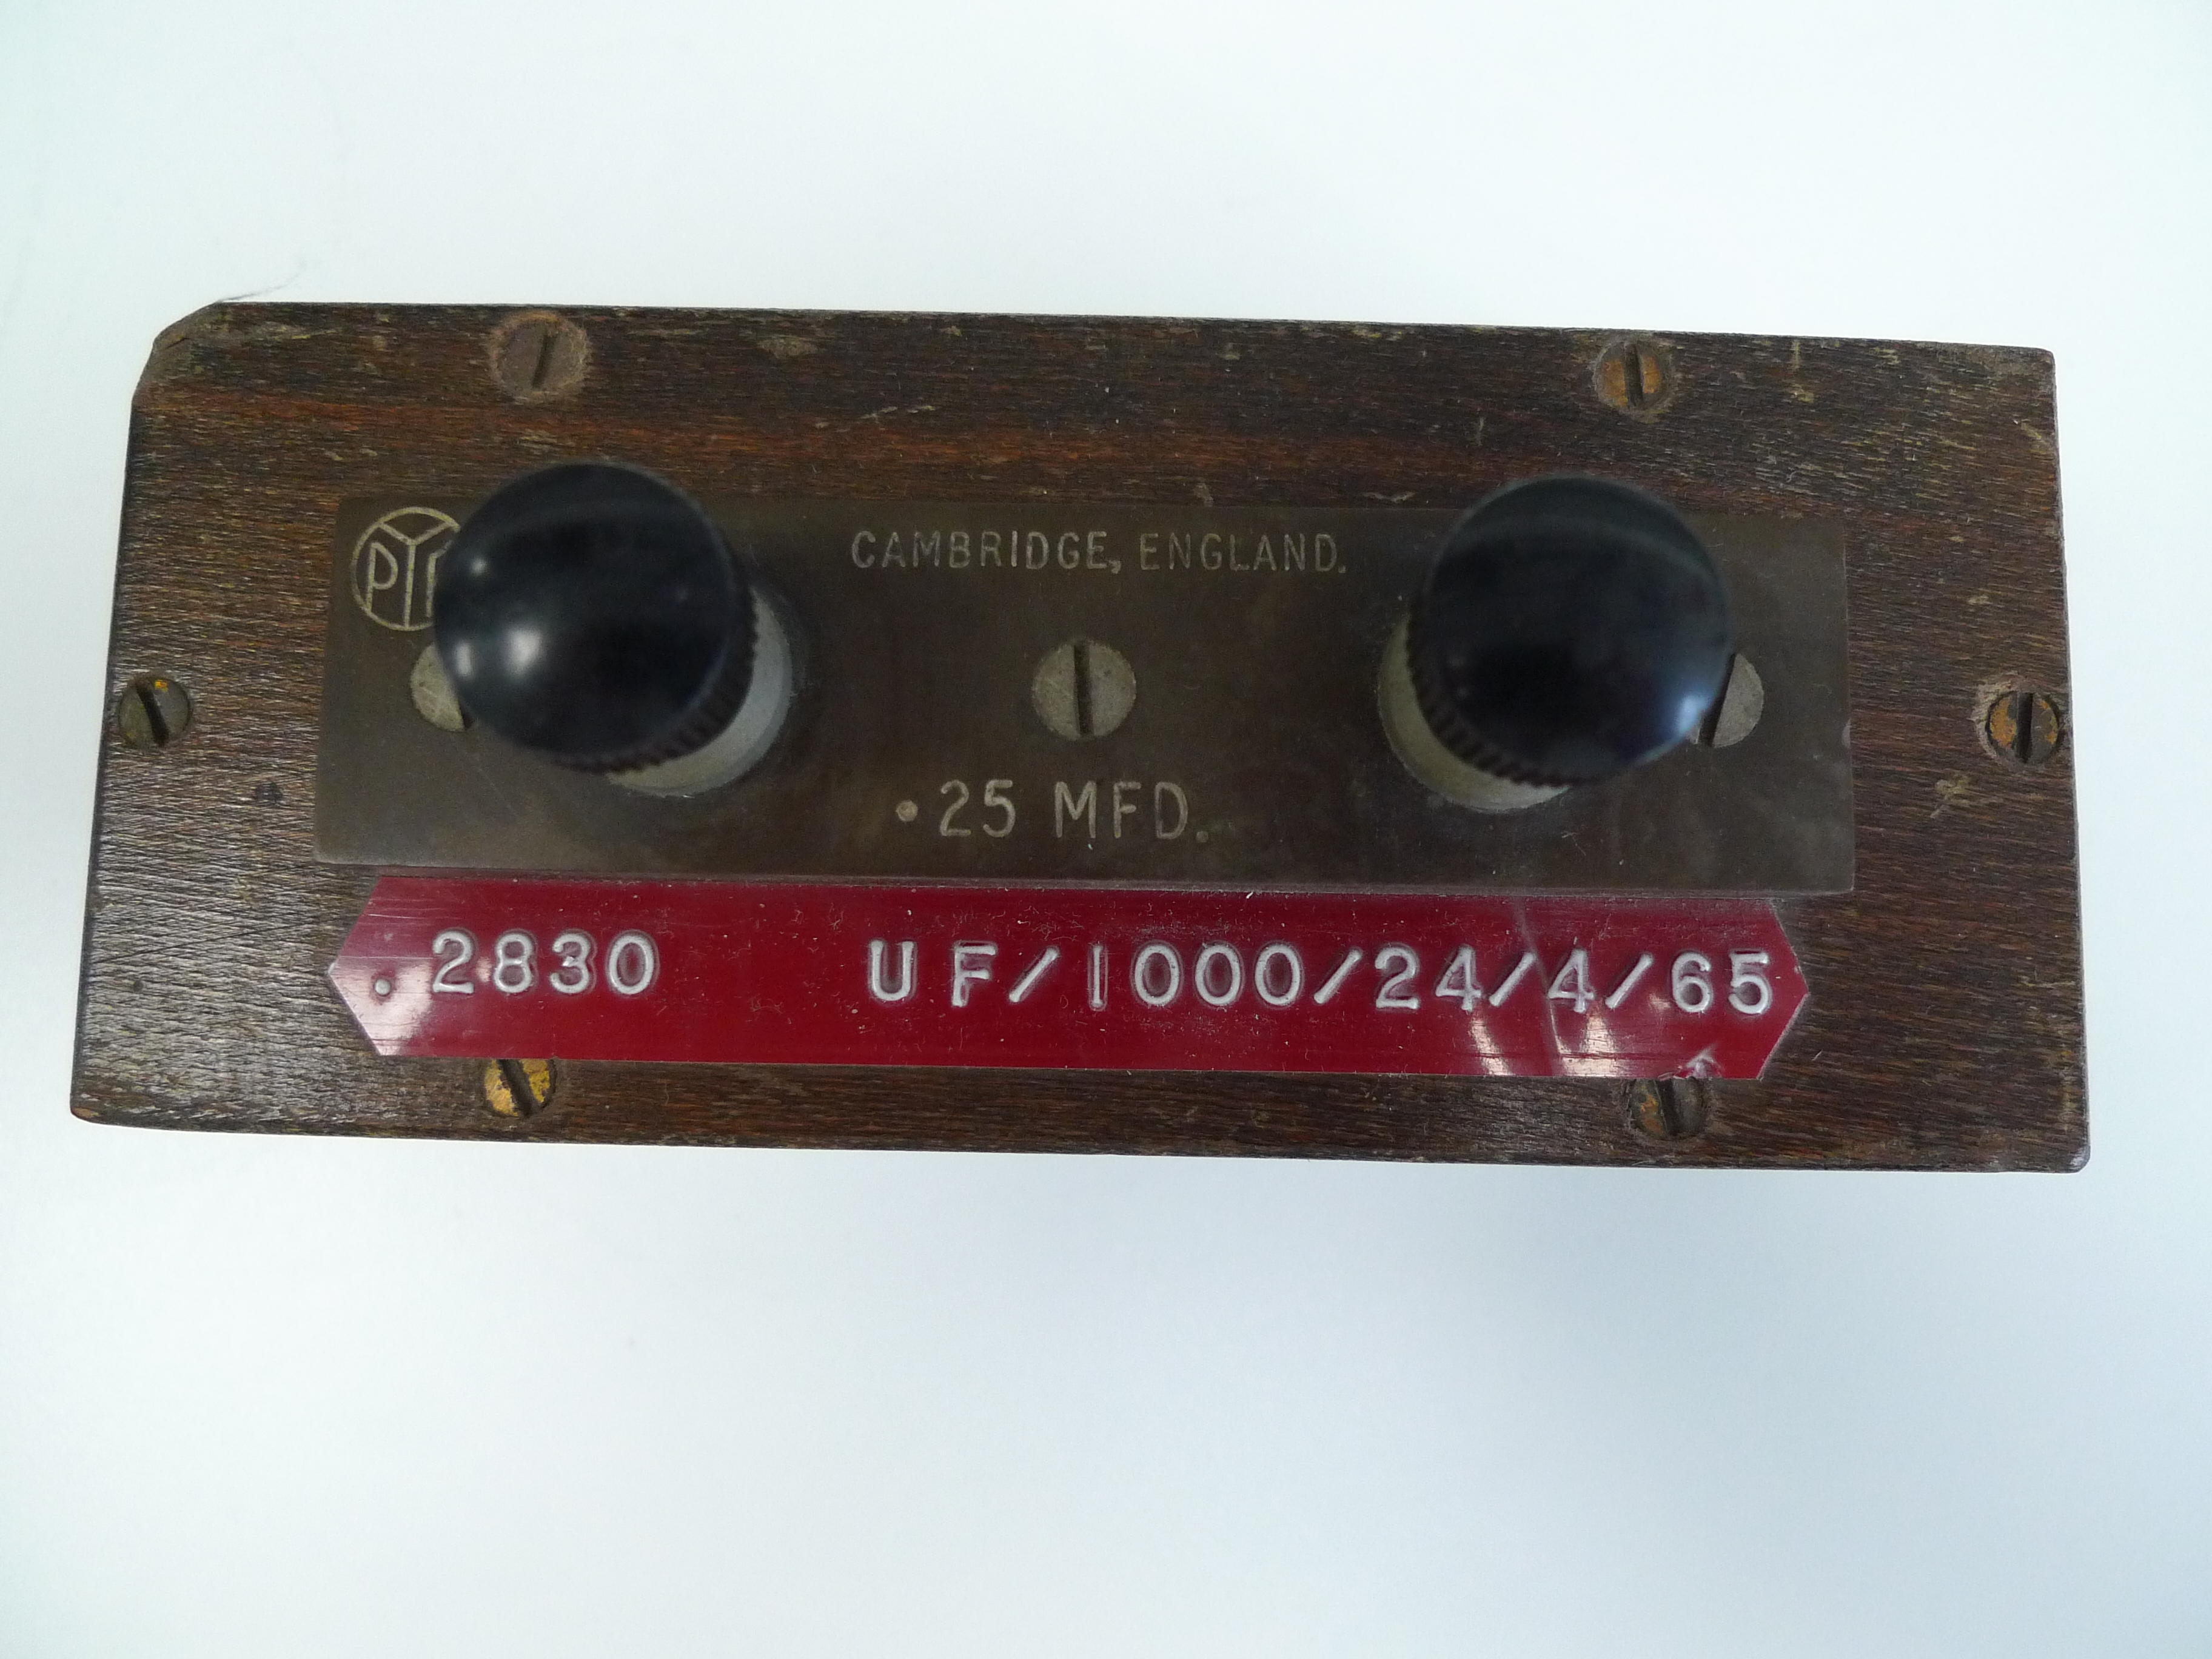 CAMBRIDGE, ENGLAND.
·25 MFD.
.2830 UF/1000/24/4/65